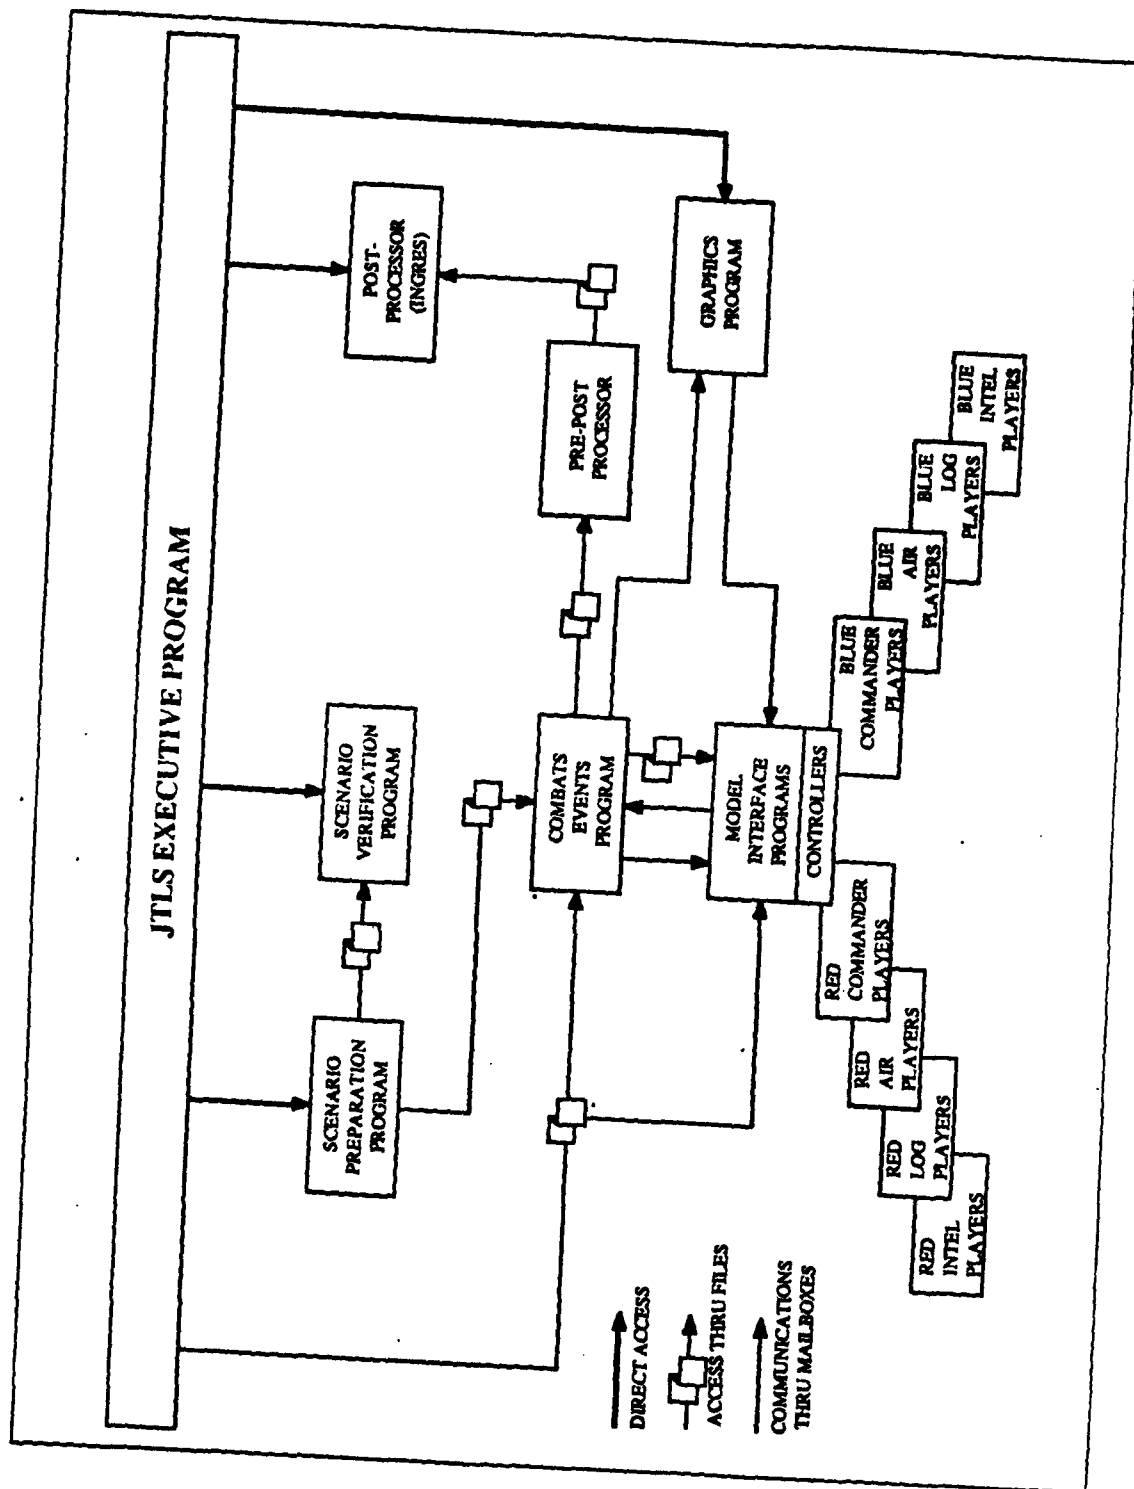 JTLS EXECUTIVE PROGRAM
SCENARIO
PREPARATION
PROGRAM
SCENARIO
VERIFICATION
PROGRAM
POST-
PROCESSOR
(INGRES)
COMBATS
EVENTS
PROGRAM
PRE-POST
PROCESSOR
MODEL
INTERFACE
PROGRAMS
CONTROLLERS
GRAPHICS
PROGRAM
RED
COMMANDER
PLAYERS
RED
AIR
PLAYERS
RED
LOG
PLAYERS
RED
INTEL
PLAYERS
BLUE
COMMANDER
PLAYERS
BLUE
AIR
PLAYERS
BLUE
LOG
PLAYERS
BLUE
INTEL
PLAYERS
DIRECT ACCESS
ACCESS THRU FILES
COMMUNICATIONS
THRU MAILBOXES